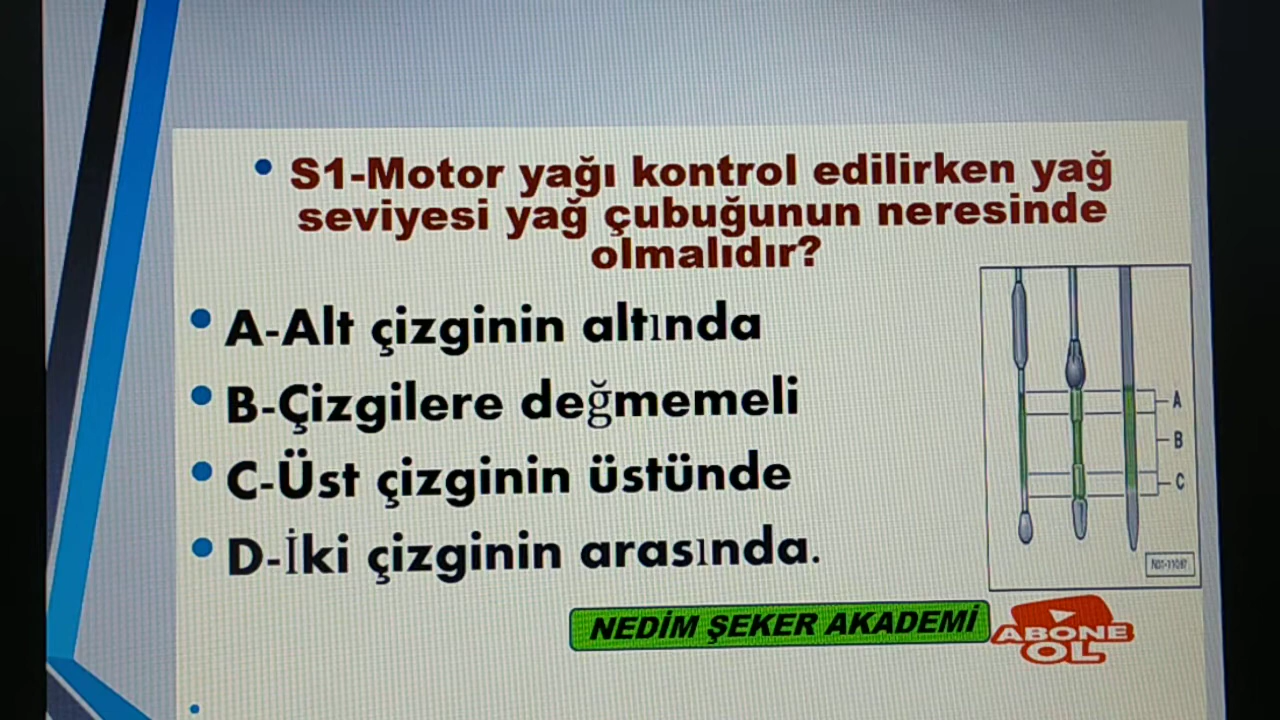 S1-Motor yağı kontrol edilirken yağ
seviyesi yağ çubuğunun neresinde
olmalıdır?
A-Alt çizginin altında
B-Çizgilere değmemeli
C-Üst çizginin üstünde
D-İki çizginin arasında.
A
B
C
NEDİM ŞEKER AKADEMİ
ABONE
OL